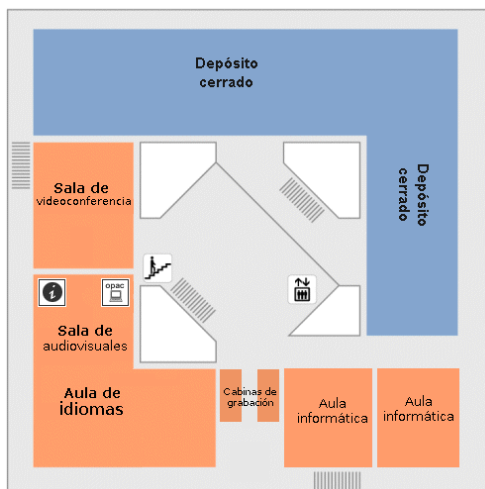 Depósito
cerrado
Depósito
cerrado
Sala de
videoconferencia
opac
Sala de
audiovisuales
Aula de
idiomas
Cabinas de
grabación
Aula
informática
Aula
informática